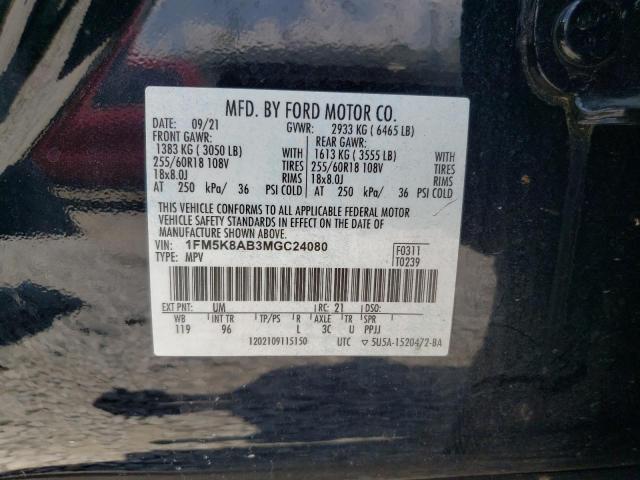 MFD. BY FORD MOTOR CO.
DATE: 09/21 GVWR: 2933 KG ( 6465 LB)
FRONT GAWR: REAR GAWR:
1383 KG ( 3050 LB) 1613 KG ( 3555 LB)
255/60R18 108V TIRES 255/60R18 108V TIRES
18x8.0J RIMS 18x8.0J RIMS
AT 250 kPa/ 36 PSI COLD AT 250 kPa/ 36 PSI COLD
THIS VEHICLE CONFORMS TO ALL APPLICABLE FEDERAL MOTOR
VEHICLE SAFETY STANDARDS IN EFFECT ON THE DATE OF
MANUFACTURE SHOWN ABOVE.
VIN: 1FM5K8AB3MGC24080 F0311
TYPE: MPV T0239
EXT PNT: UM RC: 21 DSO:
WB INT TR TP/PS R AXLE TR SPR
119 96 L 3C U PPJJ
1202109115150 UTC ▽ 5U5A-1520472-BA